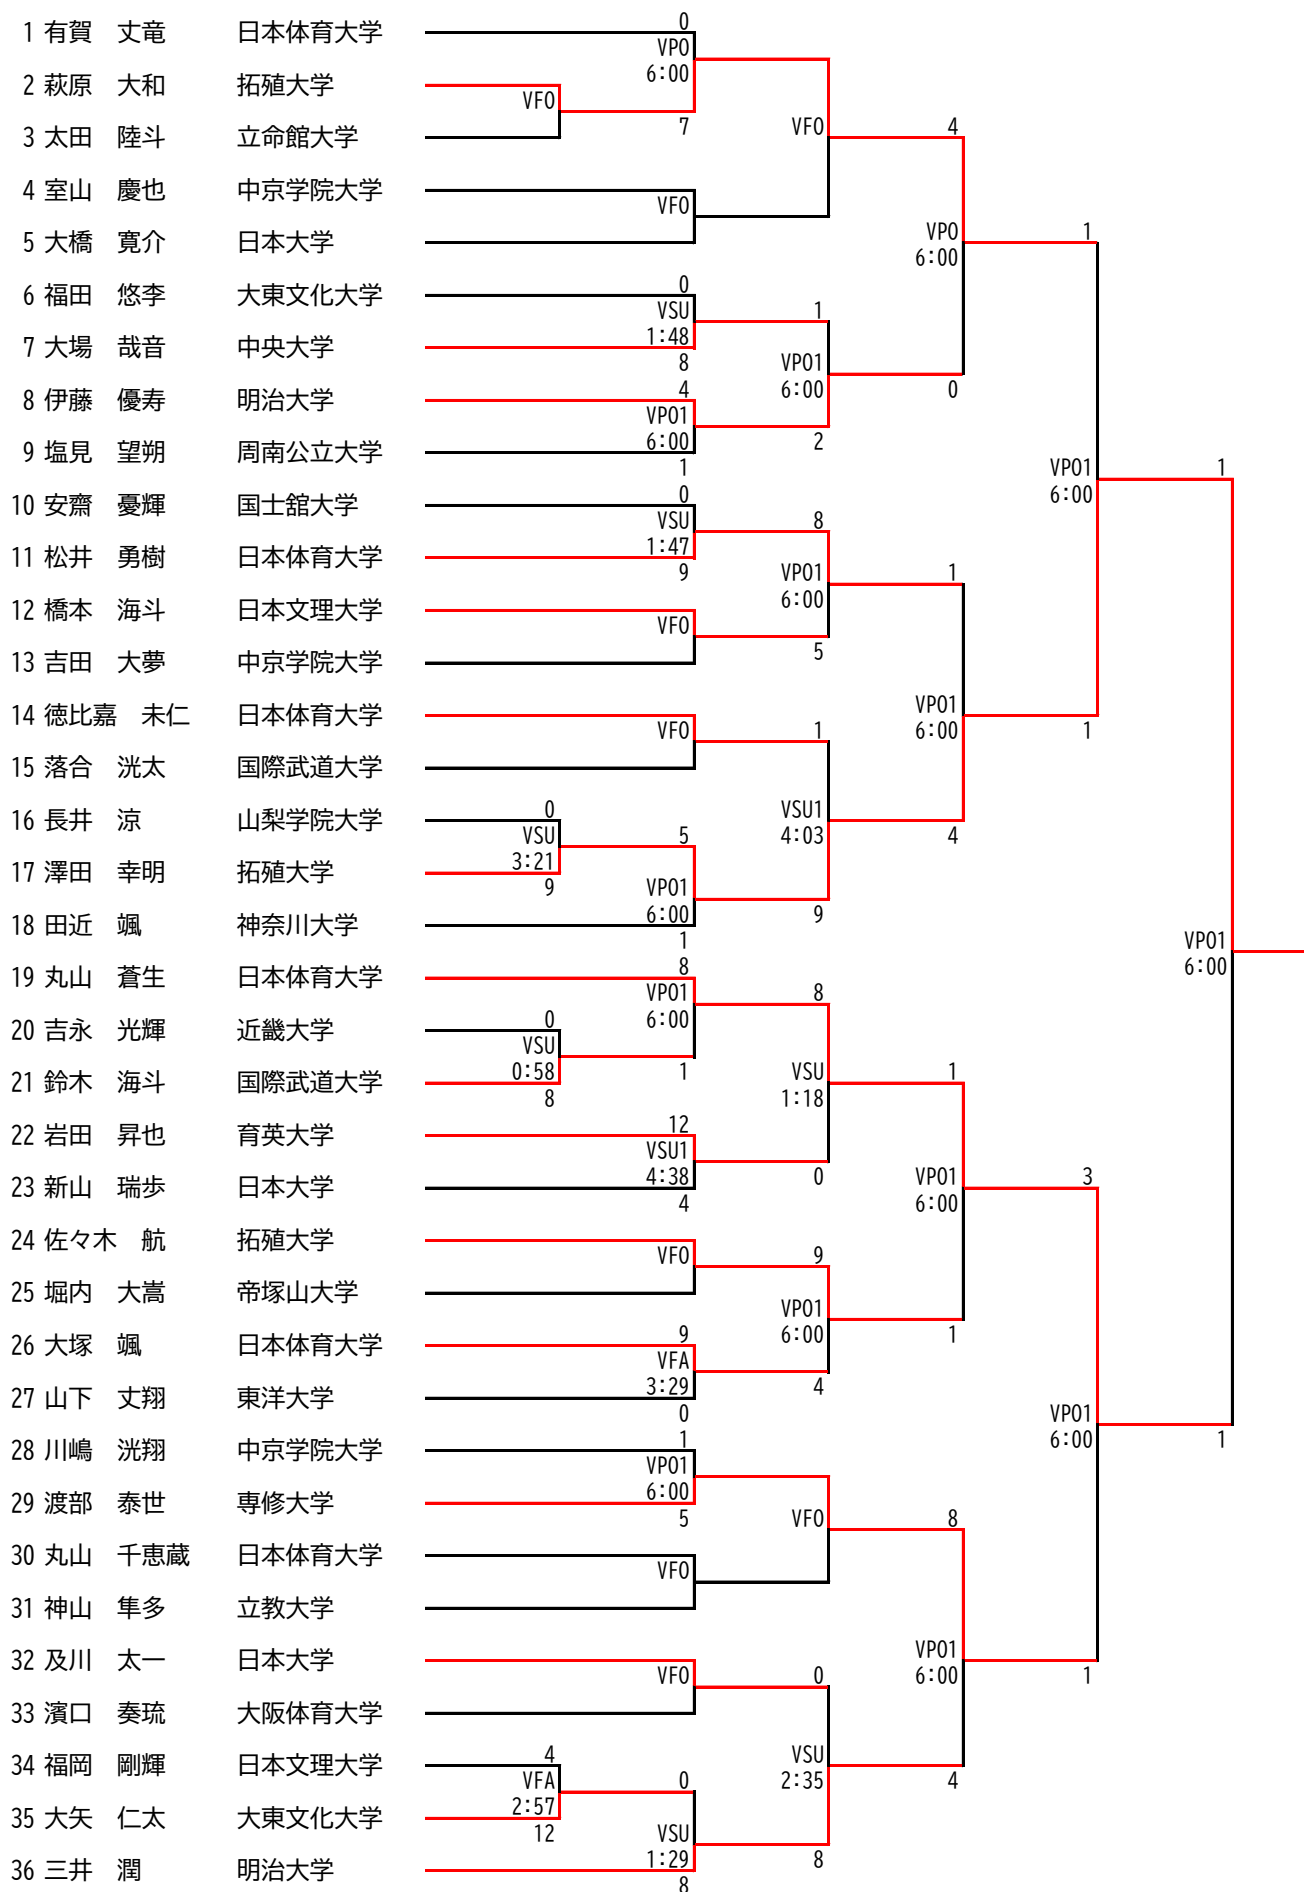 0
1 有賀 丈竜 日本体育大学
VPO
6:00
2 萩原 大和 拓殖大学
VFO
7 VFO 4
3 太田 陸斗 立命館大学
4 室山 慶也 中京学院大学
VFO
5 大橋 寛介 日本大学
VPO 1
6:00
6 福田 悠李 大東文化大学 0
VSU 1
1:48
7 大場 哉音 中央大学
8 VPO1
6:00 0
8 伊藤 優寿 明治大学 4
VPO1
6:00 2
9 塩見 望朔 周南公立大学
1 VPO1 1
6:00
10 安齋 憂輝 国士舘大学 0
VSU 8
1:47
11 松井 勇樹 日本体育大学
9 VPO1 1
6:00
12 橋本 海斗 日本文理大学
VFO
5
13 吉田 大夢 中京学院大学
14 徳比嘉 未仁 日本体育大学 VPO1
VFO 1 6:00 1
15 落合 洸太 国際武道大学
16 長井 涼 山梨学院大学 0 VSU1
VSU 5 4:03 4
3:21
17 澤田 幸明 拓殖大学
9 VPO1
6:00 9
18 田近 颯 神奈川大学
1 VPO1
6:00
19 丸山 蒼生 日本体育大学 8
VPO1 8
6:00
20 吉永 光輝 近畿大学 0
VSU
0:58 1 VSU 1
21 鈴木 海斗 国際武道大学 1:18
8
22 岩田 昇也 育英大学 12
VSU1
4:38 0 VPO1 3
23 新山 瑞歩 日本大学 6:00
4
24 佐々木 航 拓殖大学
VFO 9
25 堀内 大嵩 帝塚山大学
VPO1
6:00 1
26 大塚 颯 日本体育大学 9
VFA
3:29 4
27 山下 丈翔 東洋大学
0 VPO1
6:00 1
28 川嶋 洸翔 中京学院大学 1
VPO1
6:00
29 渡部 泰世 専修大学
5 VFO 8
30 丸山 千恵蔵 日本体育大学
VFO
31 神山 隼多 立教大学
32 及川 太一 日本大学 VPO1
VFO 0 6:00 1
33 濱口 奏琉 大阪体育大学
34 福岡 剛輝 日本文理大学 4 VSU
VFA 0 2:35 4
2:57
35 大矢 仁太 大東文化大学
12 VSU
1:29 8
36 三井 潤 明治大学
8